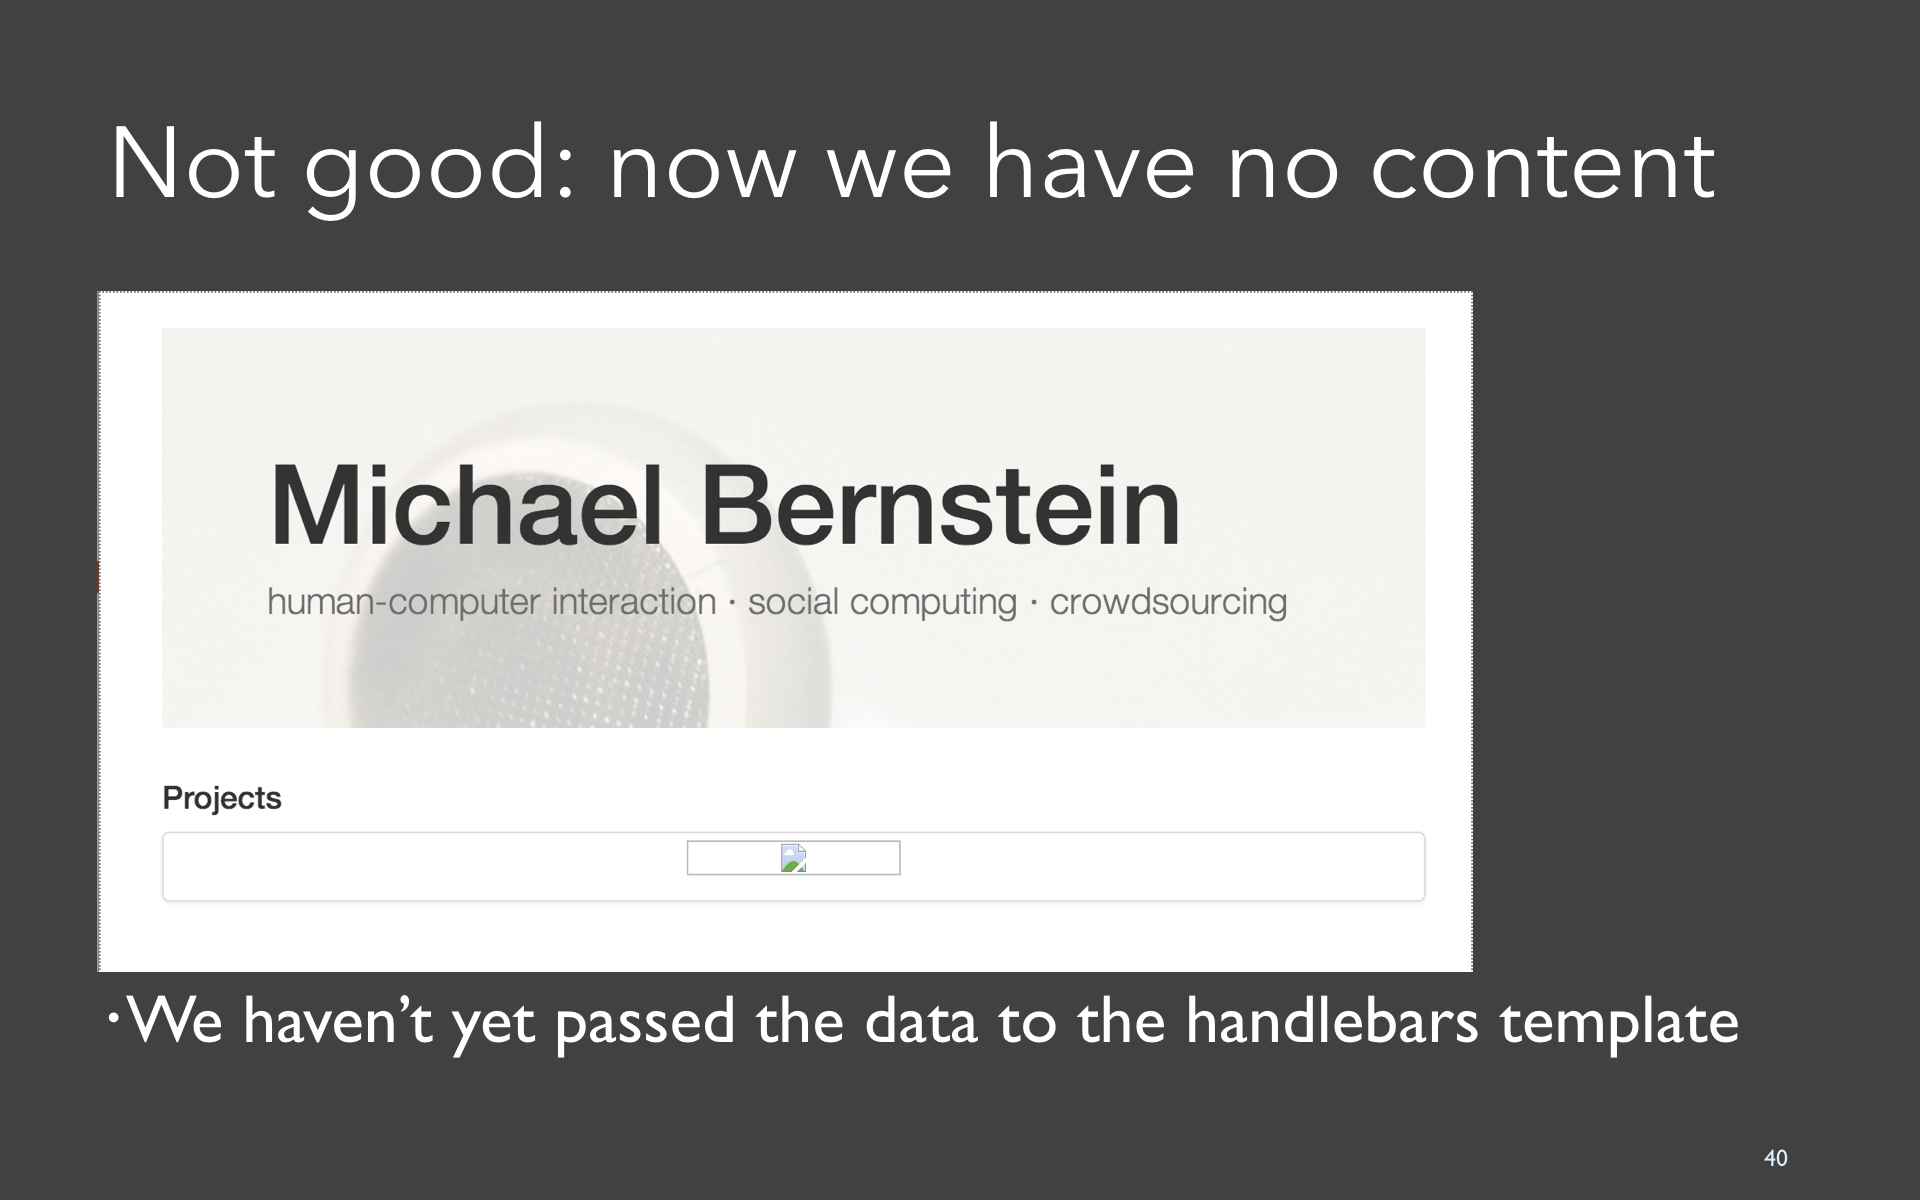 Not good: now we have no content
Michael Bernstein
human-computer interaction · social computing · crowdsourcing
Projects
•We haven’t yet passed the data to the handlebars template
40